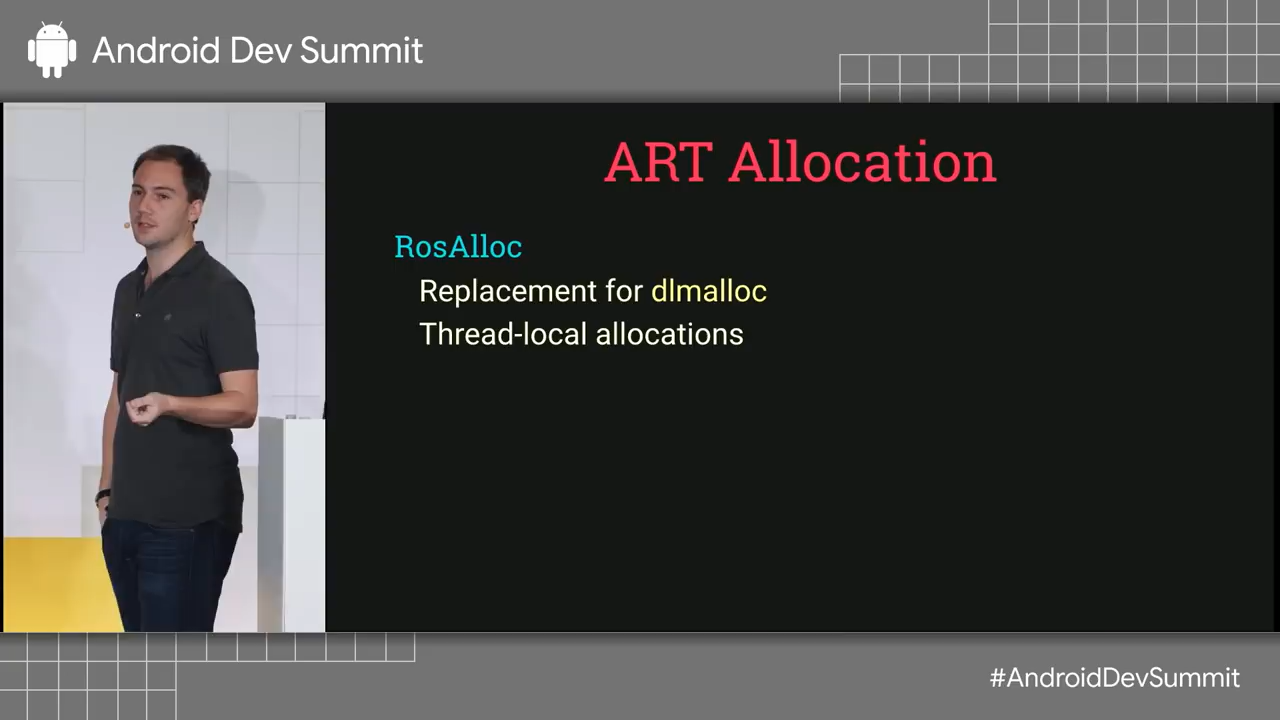 Android Dev Summit
ART Allocation
RosAlloc
Replacement for dlmalloc
Thread-local allocations
#AndroidDevSummit